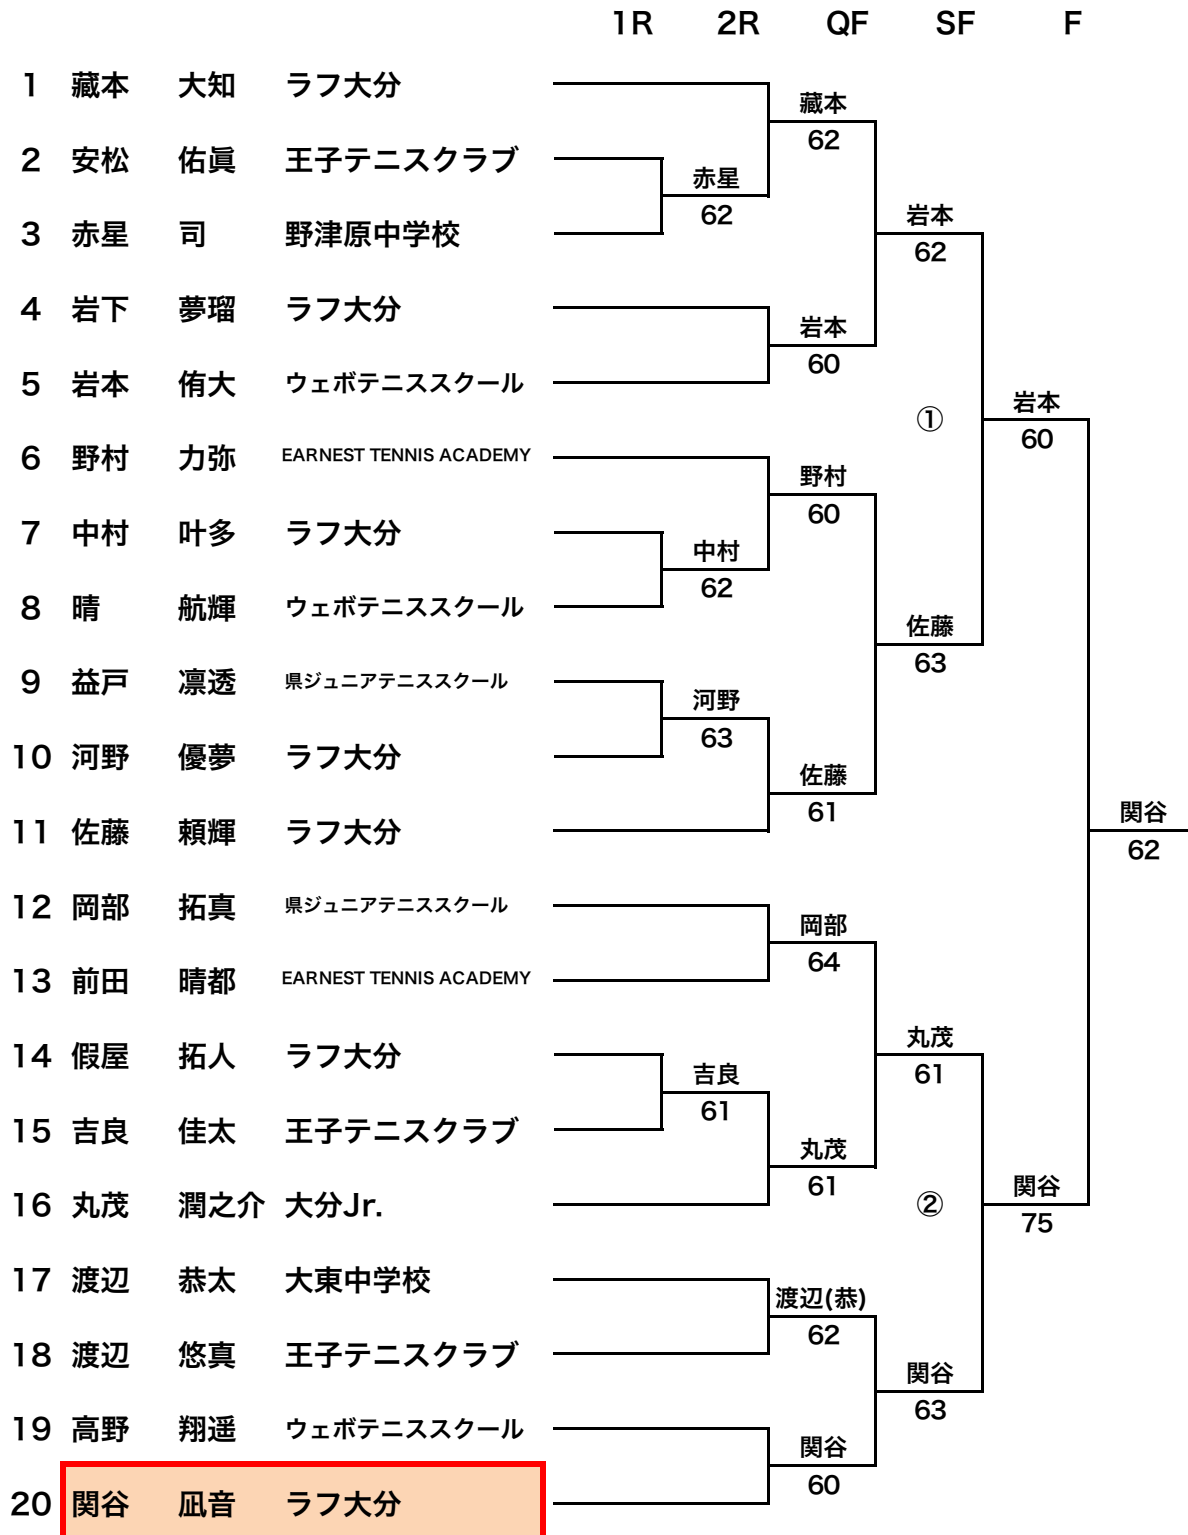 1R 2R QF SF F
1 藏本 大知 ラフ大分
藏本
62
2 安松 佑眞 王子テニスクラブ
赤星
62
3 赤星 司 野津原中学校
岩本
62
4 岩下 夢瑠 ラフ大分
岩本
60
5 岩本 侑大 ウェボテニススクール
①
岩本
60
6 野村 力弥 EARNEST TENNIS ACADEMY
野村
60
7 中村 叶多 ラフ大分
中村
62
8 晴 航輝 ウェボテニススクール
佐藤
63
9 益戸 凛透 県ジュニアテニススクール
河野
63
10 河野 優夢 ラフ大分
佐藤
61
11 佐藤 頼輝 ラフ大分
関谷
62
12 岡部 拓真 県ジュニアテニススクール
岡部
64
13 前田 晴都 EARNEST TENNIS ACADEMY
丸茂
61
14 假屋 拓人 ラフ大分
吉良
61
15 吉良 佳太 王子テニスクラブ
丸茂
61
16 丸茂 潤之介 大分Jr.
②
関谷
75
17 渡辺 恭太 大東中学校
渡辺(恭)
62
18 渡辺 悠真 王子テニスクラブ
関谷
63
19 高野 翔遥 ウェボテニススクール
関谷
60
20 関谷 凪音 ラフ大分